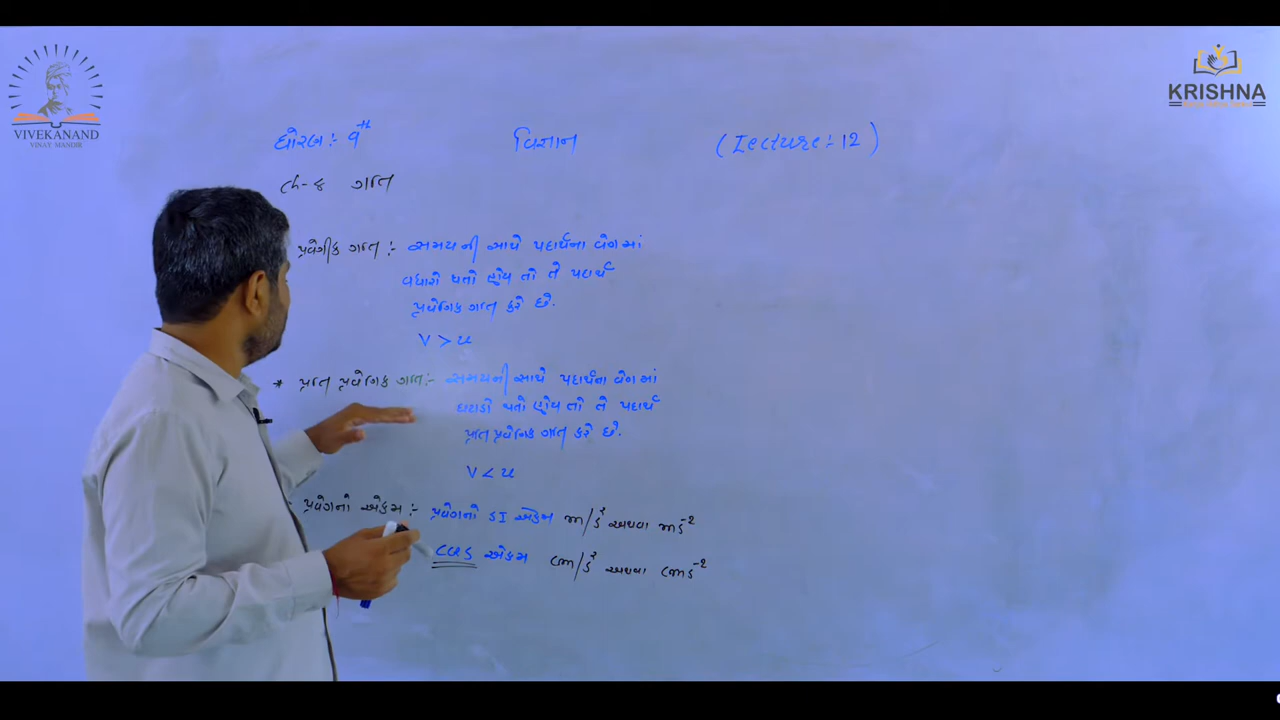 VIVEKANAND
VINAY MANDIR
KRISHNA
ધોરણ :- 9th વિજ્ઞાન (Lecture :- 12)
ch-8 ગતિ
પ્રવેગીક ગતિ :- સમયની સાથે પદાર્થના વેગમાં
વધારો થતો હોય તો તે પદાર્થ
પ્રવેગિક ગતિ કરે છે.
v > u
* પ્રતિ પ્રવેગિક ગતિ :- સમયની સાથે પદાર્થના વેગમાં
ઘટાડો થતો હોય તો તે પદાર્થ
પ્રતિપ્રવેગિક ગતિ કરે છે.
v < u
પ્રવેગનો એકમ :- પ્રવેગનો SI એકમ m/s² અથવા ms⁻²
CGS એકમ cm/s² અથવા cms⁻²